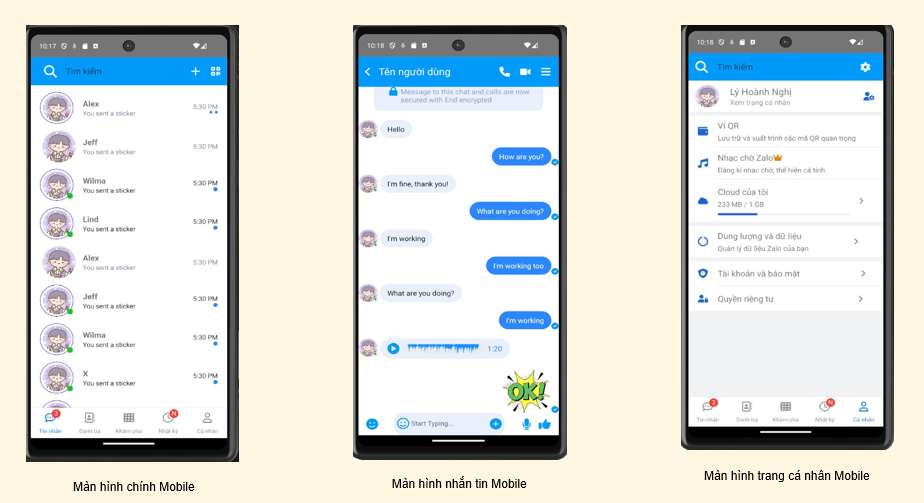 10:17
Tìm kiếm
Alex
You sent a sticker
5:30 PM
Jeff
You sent a sticker
5:30 PM
Wilma
You sent a sticker
5:30 PM
Lind
You sent a sticker
5:30 PM
Alex
You sent a sticker
5:30 PM
Jeff
You sent a sticker
5:30 PM
Wilma
You sent a sticker
5:30 PM
X
You sent a sticker
5:30 PM
3
N
Tin nhắn
Danh bạ
Khám phá
Nhật ký
Cá nhân
Màn hình chính Mobile
10:18
Tên người dùng
Message to this chat and calls are now
secured with End encrypted
Hello
How are you?
I'm fine, thank you!
What are you doing?
I'm working
I'm working too
What are you doing?
I'm working
1:20
OK!
Start Typing...
Màn hình nhắn tin Mobile
10:18
Tìm kiếm
Lý Hoành Nghị
Xem trang cá nhân
Ví QR
Lưu trữ và xuất trình các mã QR quan trọng
Nhạc chờ Zalo
Đăng kí nhạc chờ, thể hiện cá tính
Cloud của tôi
233 MB / 1 GB
Dung lượng và dữ liệu
Quản lý dữ liệu Zalo của bạn
Tài khoản và bảo mật
Quyền riêng tư
3
N
Tin nhắn
Danh bạ
Khám phá
Nhật ký
Cá nhân
Màn hình trang cá nhân Mobile